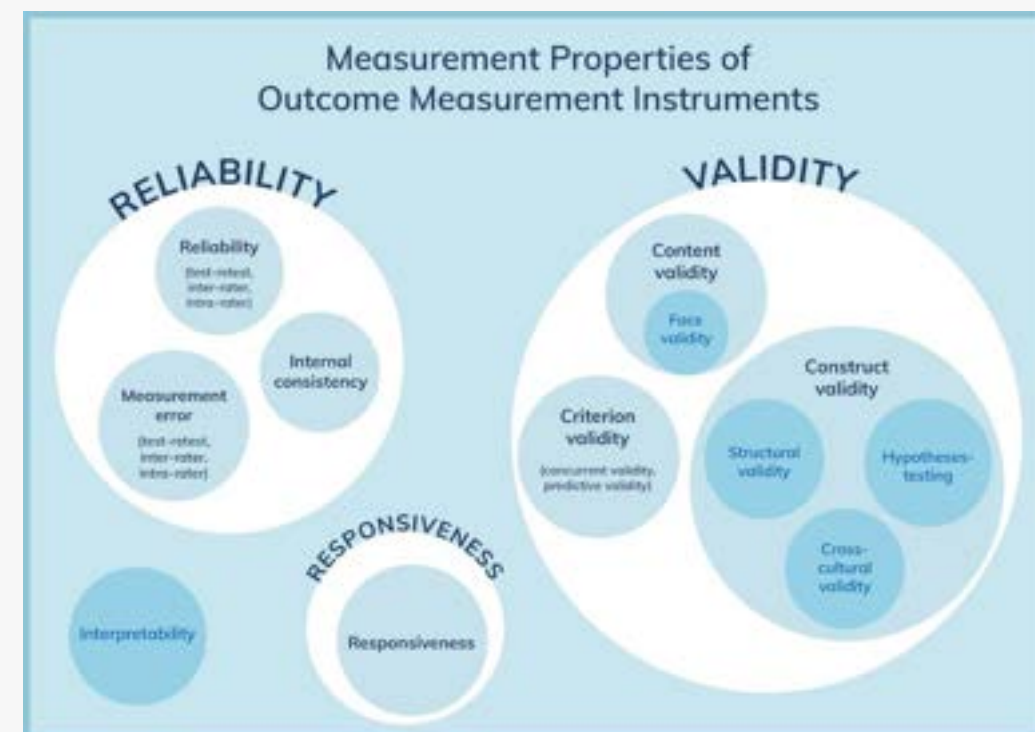 Measurement Properties of
Outcome Measurement Instruments
RELIABILITY
Reliability
(test-retest,
inter-rater,
intra-rater)
Internal
consistency
Measurement
error
(test-retest,
inter-rater,
intra-rater)
VALIDITY
Content
validity
Face
validity
Criterion
validity
(concurrent validity,
predictive validity)
Construct
validity
Structural
validity
Hypotheses-
testing
Cross-
cultural
validity
RESPONSIVENESS
Responsiveness
Interpretability